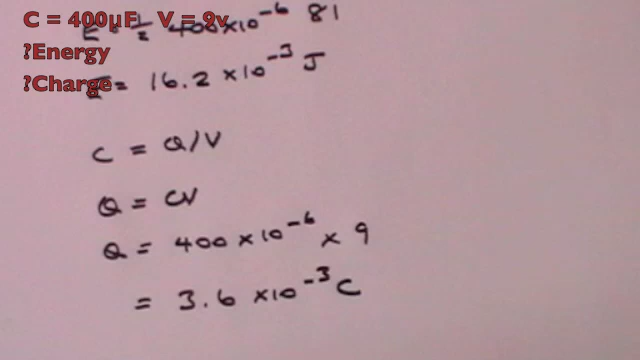 C = 400µF V = 9v
?Energy
?Charge
E = 1/2 400 x 10⁻⁶ 81
E = 16.2 x 10⁻³ J
C = Q/V
Q = CV
Q = 400 x 10⁻⁶ x 9
= 3.6 x 10⁻³ C